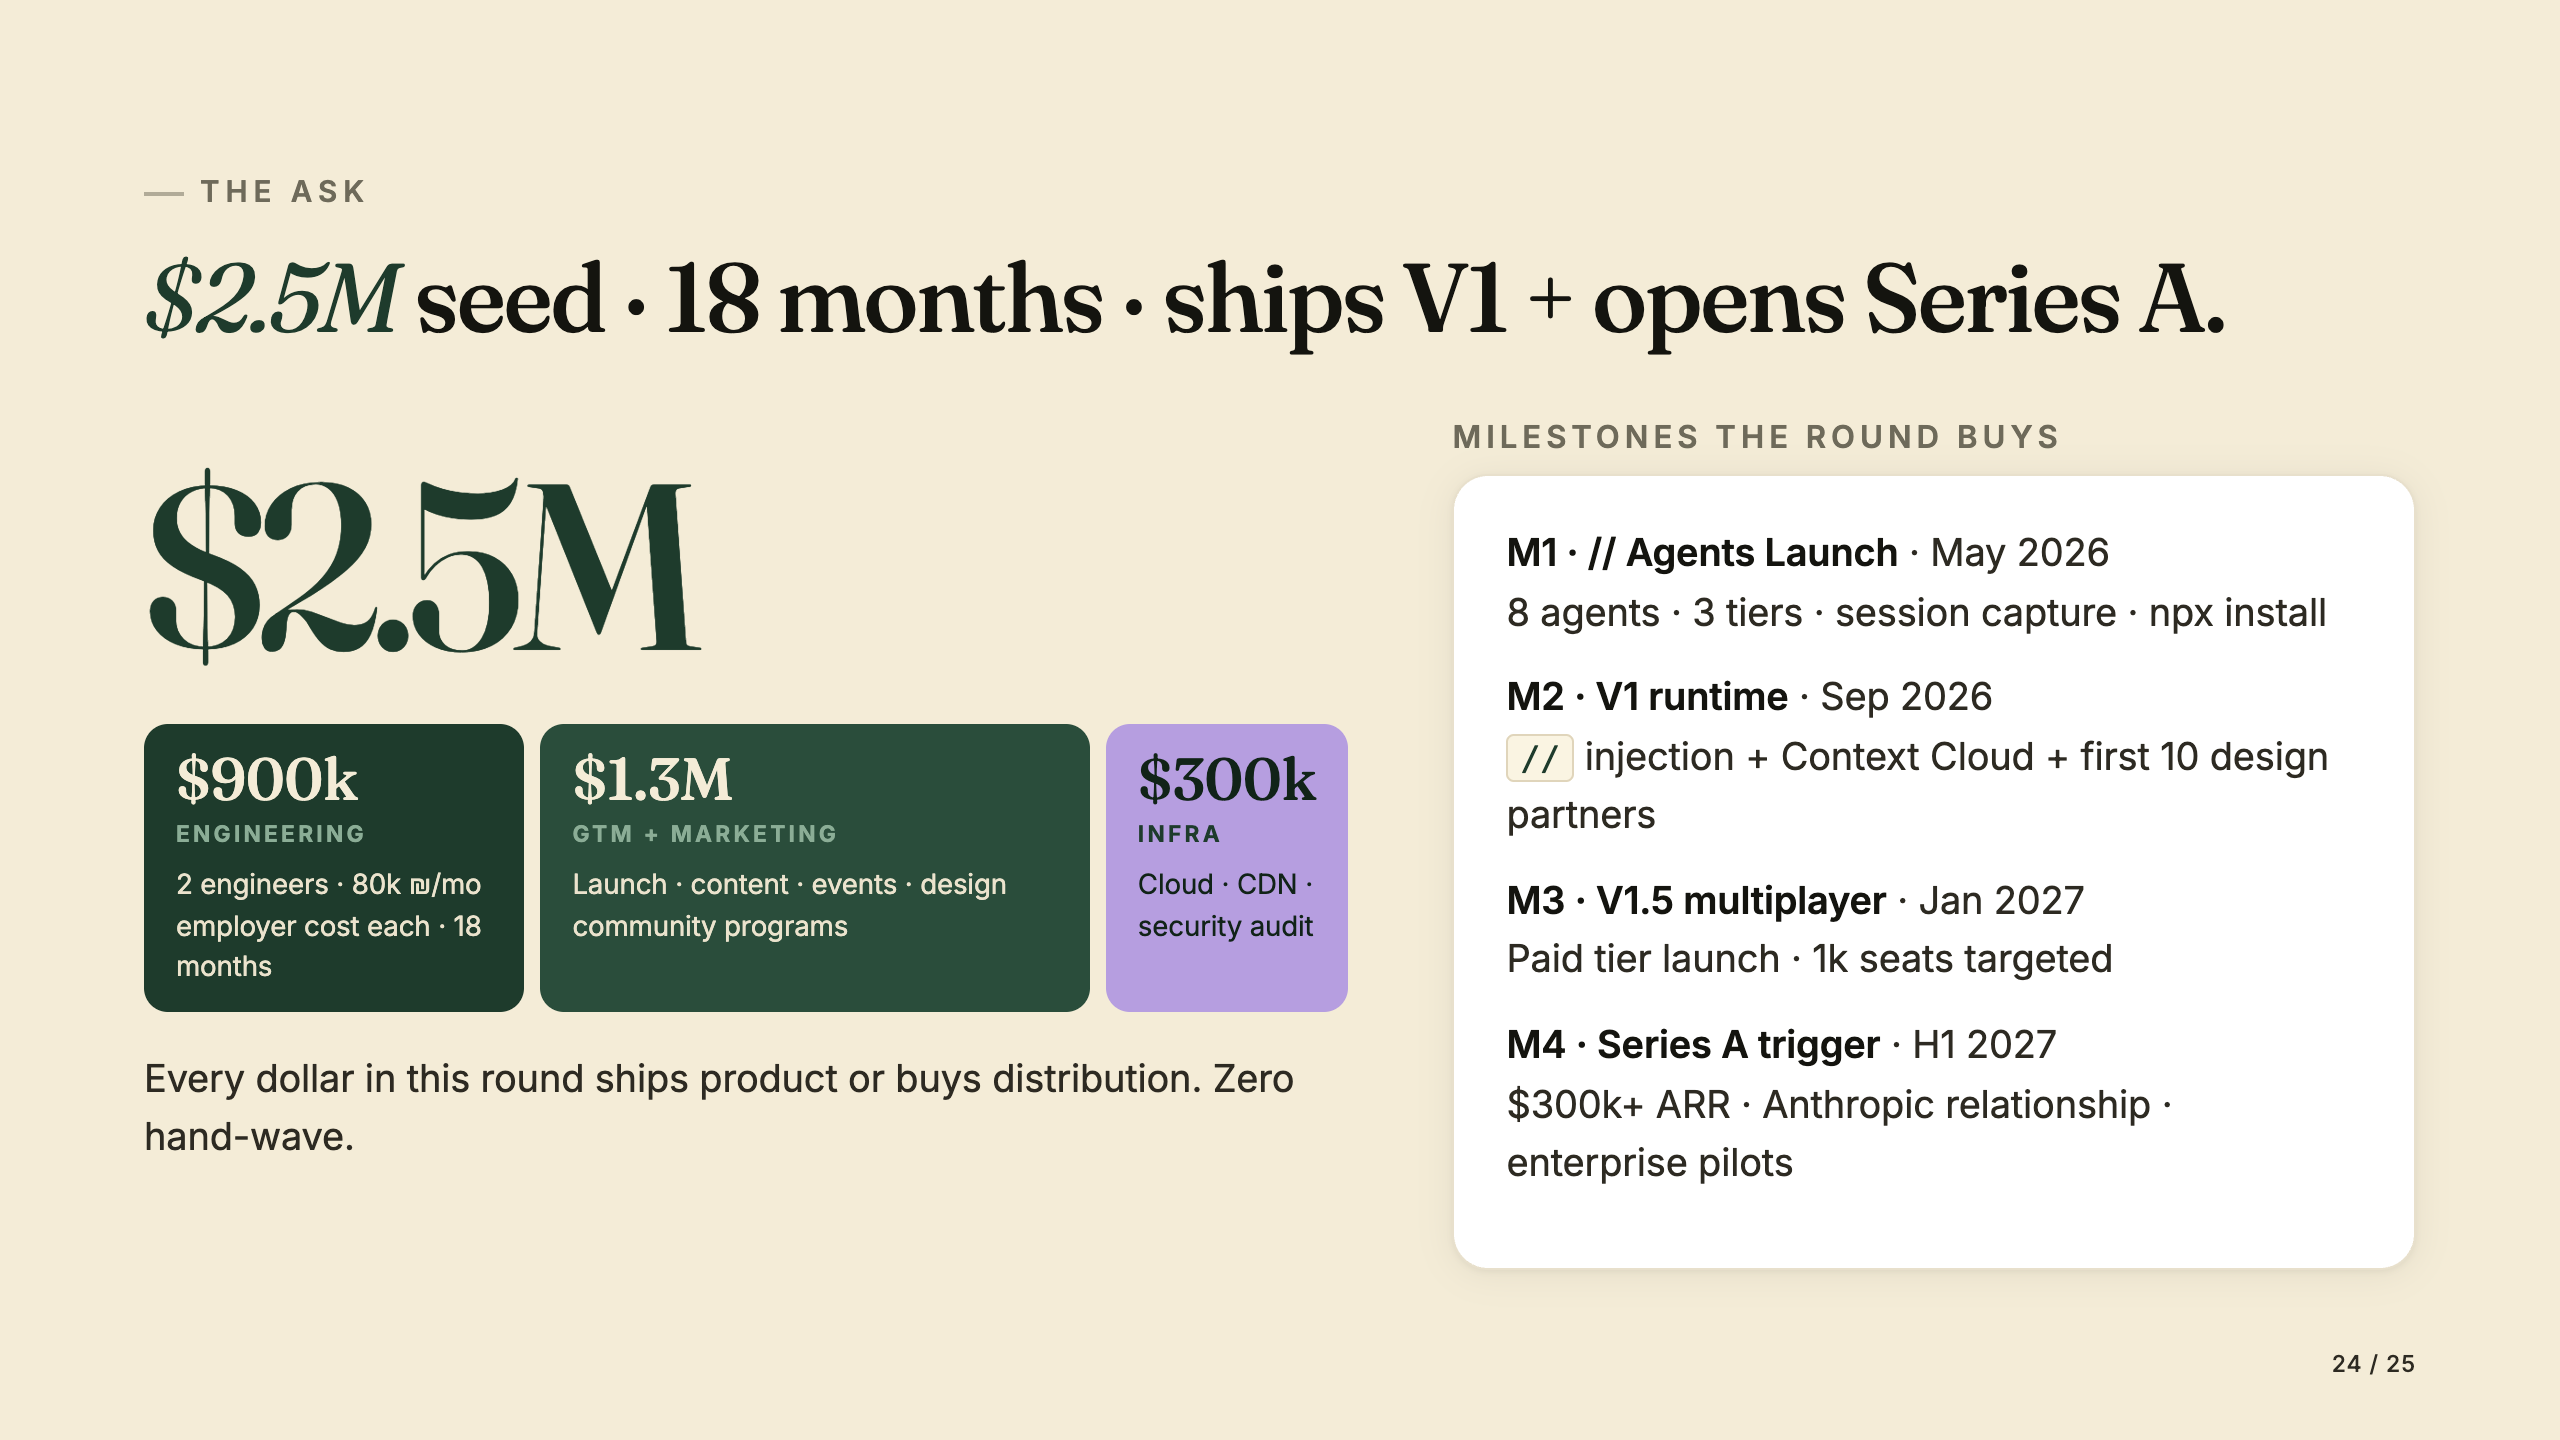 — THE ASK
$2.5M seed · 18 months · ships V1 + opens Series A.
$2.5M
$900k
ENGINEERING
2 engineers · 80k ₪/mo
employer cost each · 18
months
$1.3M
GTM + MARKETING
Launch · content · events · design
community programs
$300k
INFRA
Cloud · CDN ·
security audit
Every dollar in this round ships product or buys distribution. Zero
hand-wave.
MILESTONES THE ROUND BUYS
M1 · // Agents Launch · May 2026
8 agents · 3 tiers · session capture · npx install
M2 · V1 runtime · Sep 2026
// injection + Context Cloud + first 10 design
partners
M3 · V1.5 multiplayer · Jan 2027
Paid tier launch · 1k seats targeted
M4 · Series A trigger · H1 2027
$300k+ ARR · Anthropic relationship ·
enterprise pilots
24 / 25